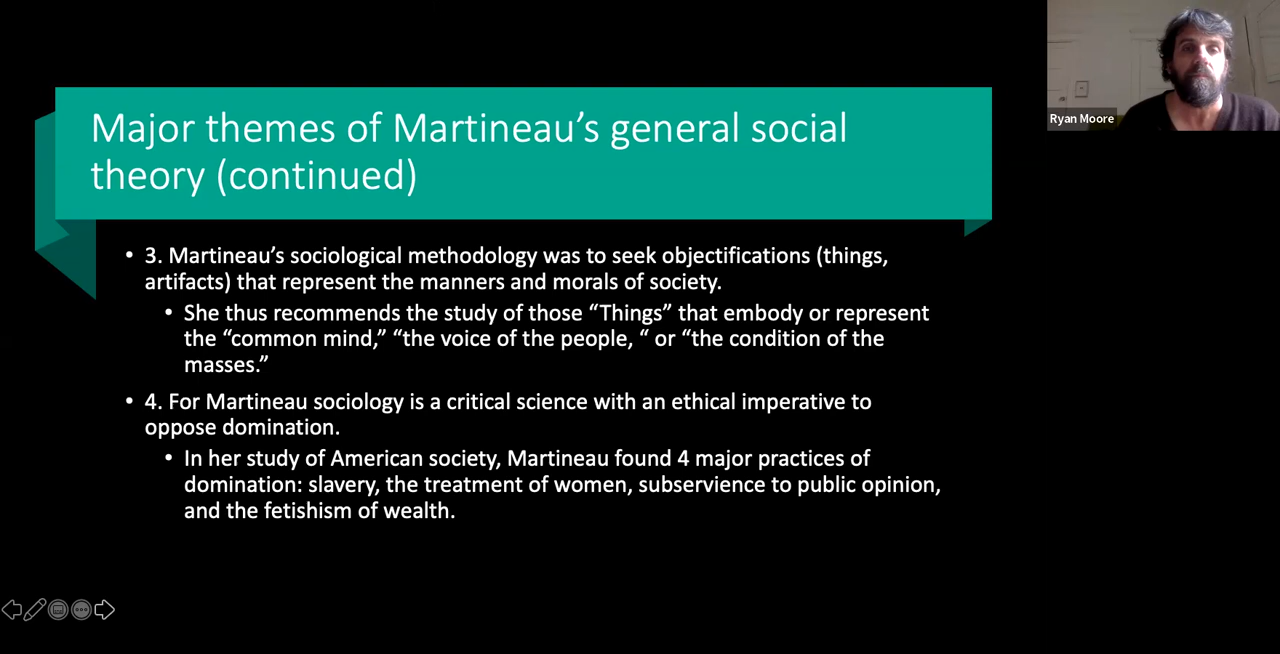 Major themes of Martineau’s general social
theory (continued)
Ryan Moore
• 3. Martineau’s sociological methodology was to seek objectifications (things,
artifacts) that represent the manners and morals of society.
• She thus recommends the study of those “Things” that embody or represent
the “common mind,” “the voice of the people, “ or “the condition of the
masses.”
• 4. For Martineau sociology is a critical science with an ethical imperative to
oppose domination.
• In her study of American society, Martineau found 4 major practices of
domination: slavery, the treatment of women, subservience to public opinion,
and the fetishism of wealth.